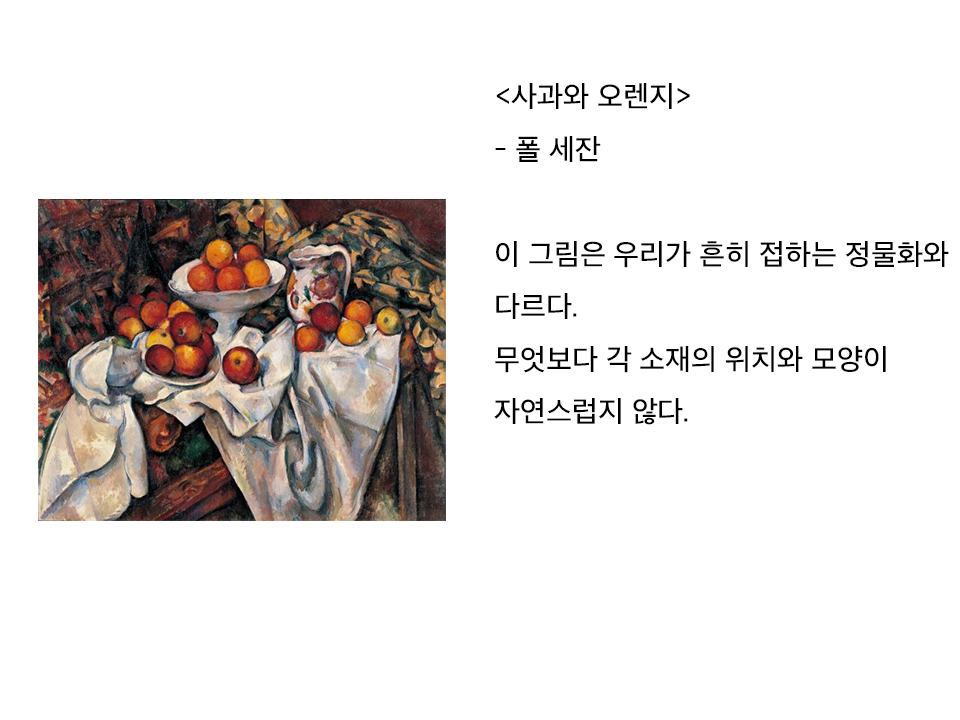 <사과와 오렌지>
- 폴 세잔
이 그림은 우리가 흔히 접하는 정물화와
다르다.
무엇보다 각 소재의 위치와 모양이
자연스럽지 않다.